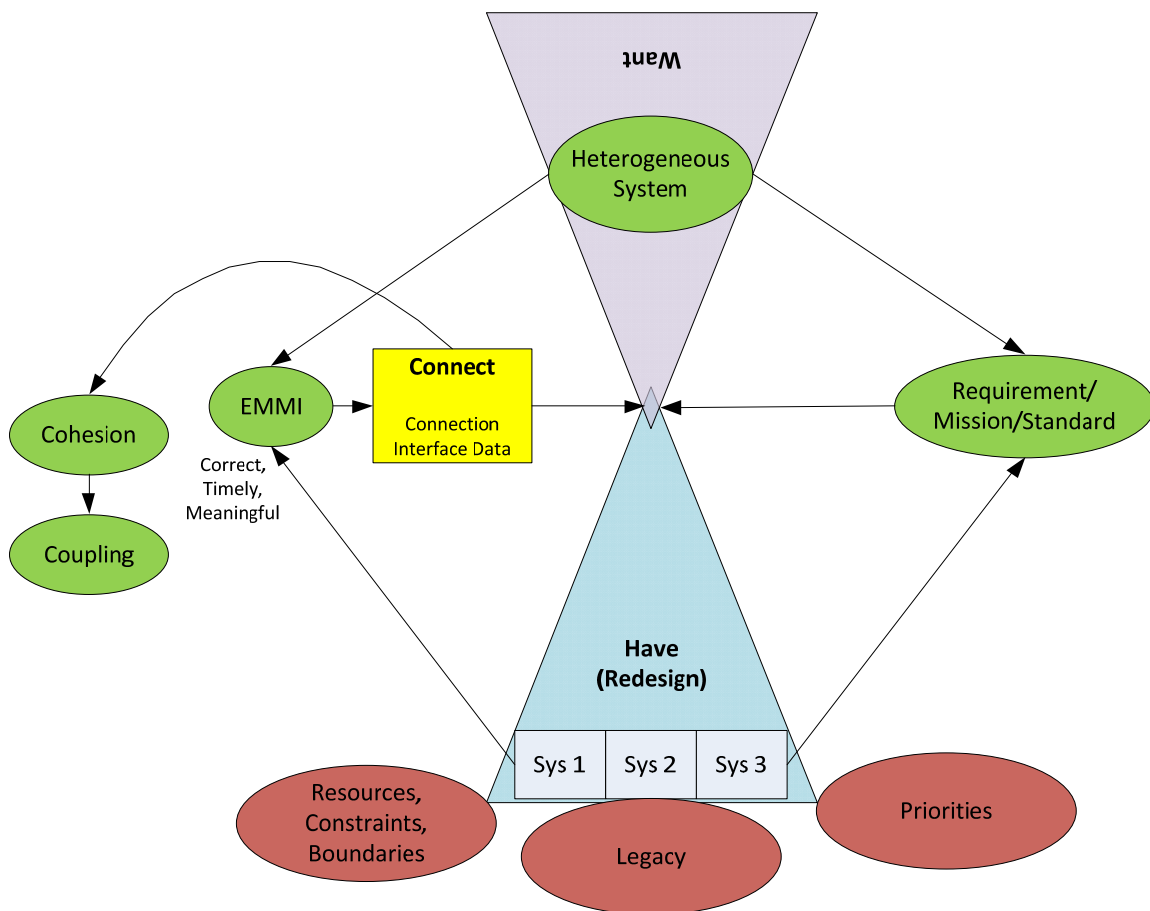 Want
Heterogeneous
System
Connect
Connection
Interface Data
EMMI
Correct,
Timely,
Meaningful
Cohesion
Coupling
Requirement/
Mission/Standard
Have
(Redesign)
Sys 1
Sys 2
Sys 3
Resources,
Constraints,
Boundaries
Legacy
Priorities